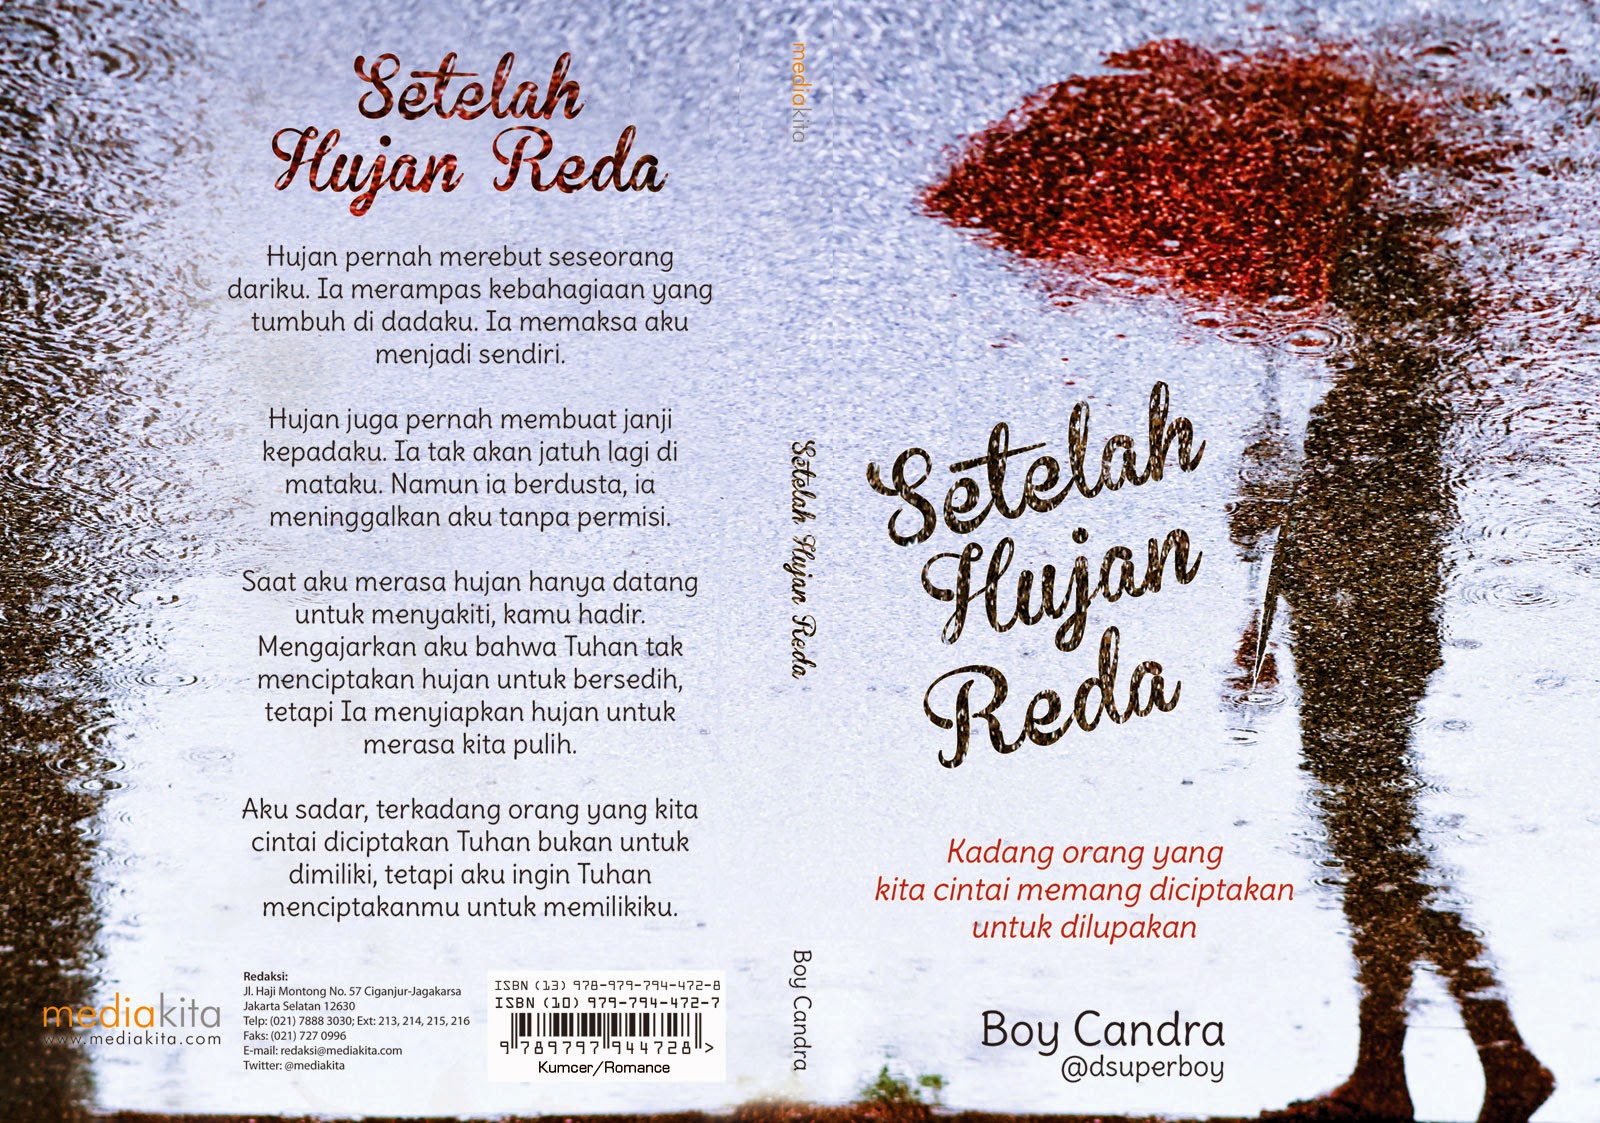 Setelah
Hujan Reda
Hujan pernah merebut seseorang
dariku. Ia merampas kebahagiaan yang
tumbuh di dadaku. Ia memaksa aku
menjadi sendiri.
Hujan juga pernah membuat janji
kepadaku. Ia tak akan jatuh lagi di
mataku. Namun ia berdusta, ia
meninggalkan aku tanpa permisi.
Saat aku merasa hujan hanya datang
untuk menyakiti, kamu hadir.
Mengajarkan aku bahwa Tuhan tak
menciptakan hujan untuk bersedih,
tetapi Ia menyiapkan hujan untuk
merasa kita pulih.
Aku sadar, terkadang orang yang kita
cintai diciptakan Tuhan bukan untuk
dimiliki, tetapi aku ingin Tuhan
menciptakanmu untuk memilikiku.
mediakita
www.mediakita.com
Redaksi:
Jl. Haji Montong No. 57 Ciganjur-Jagakarsa
Jakarta Selatan 12630
Telp: (021) 7888 3030; Ext: 213, 214, 215, 216
Faks: (021) 727 0996
E-mail: redaksi@mediakita.com
Twitter: @mediakita
ISBN (13) 978-979-794-472-8
ISBN (10) 979-794-472-7
9 789797 944728 >
Kumcer/Romance
mediakita
Setelah Hujan Reda
Boy Candra
Setelah
Hujan
Reda
Kadang orang yang
kita cintai memang diciptakan
untuk dilupakan
Boy Candra
@dsuperboy